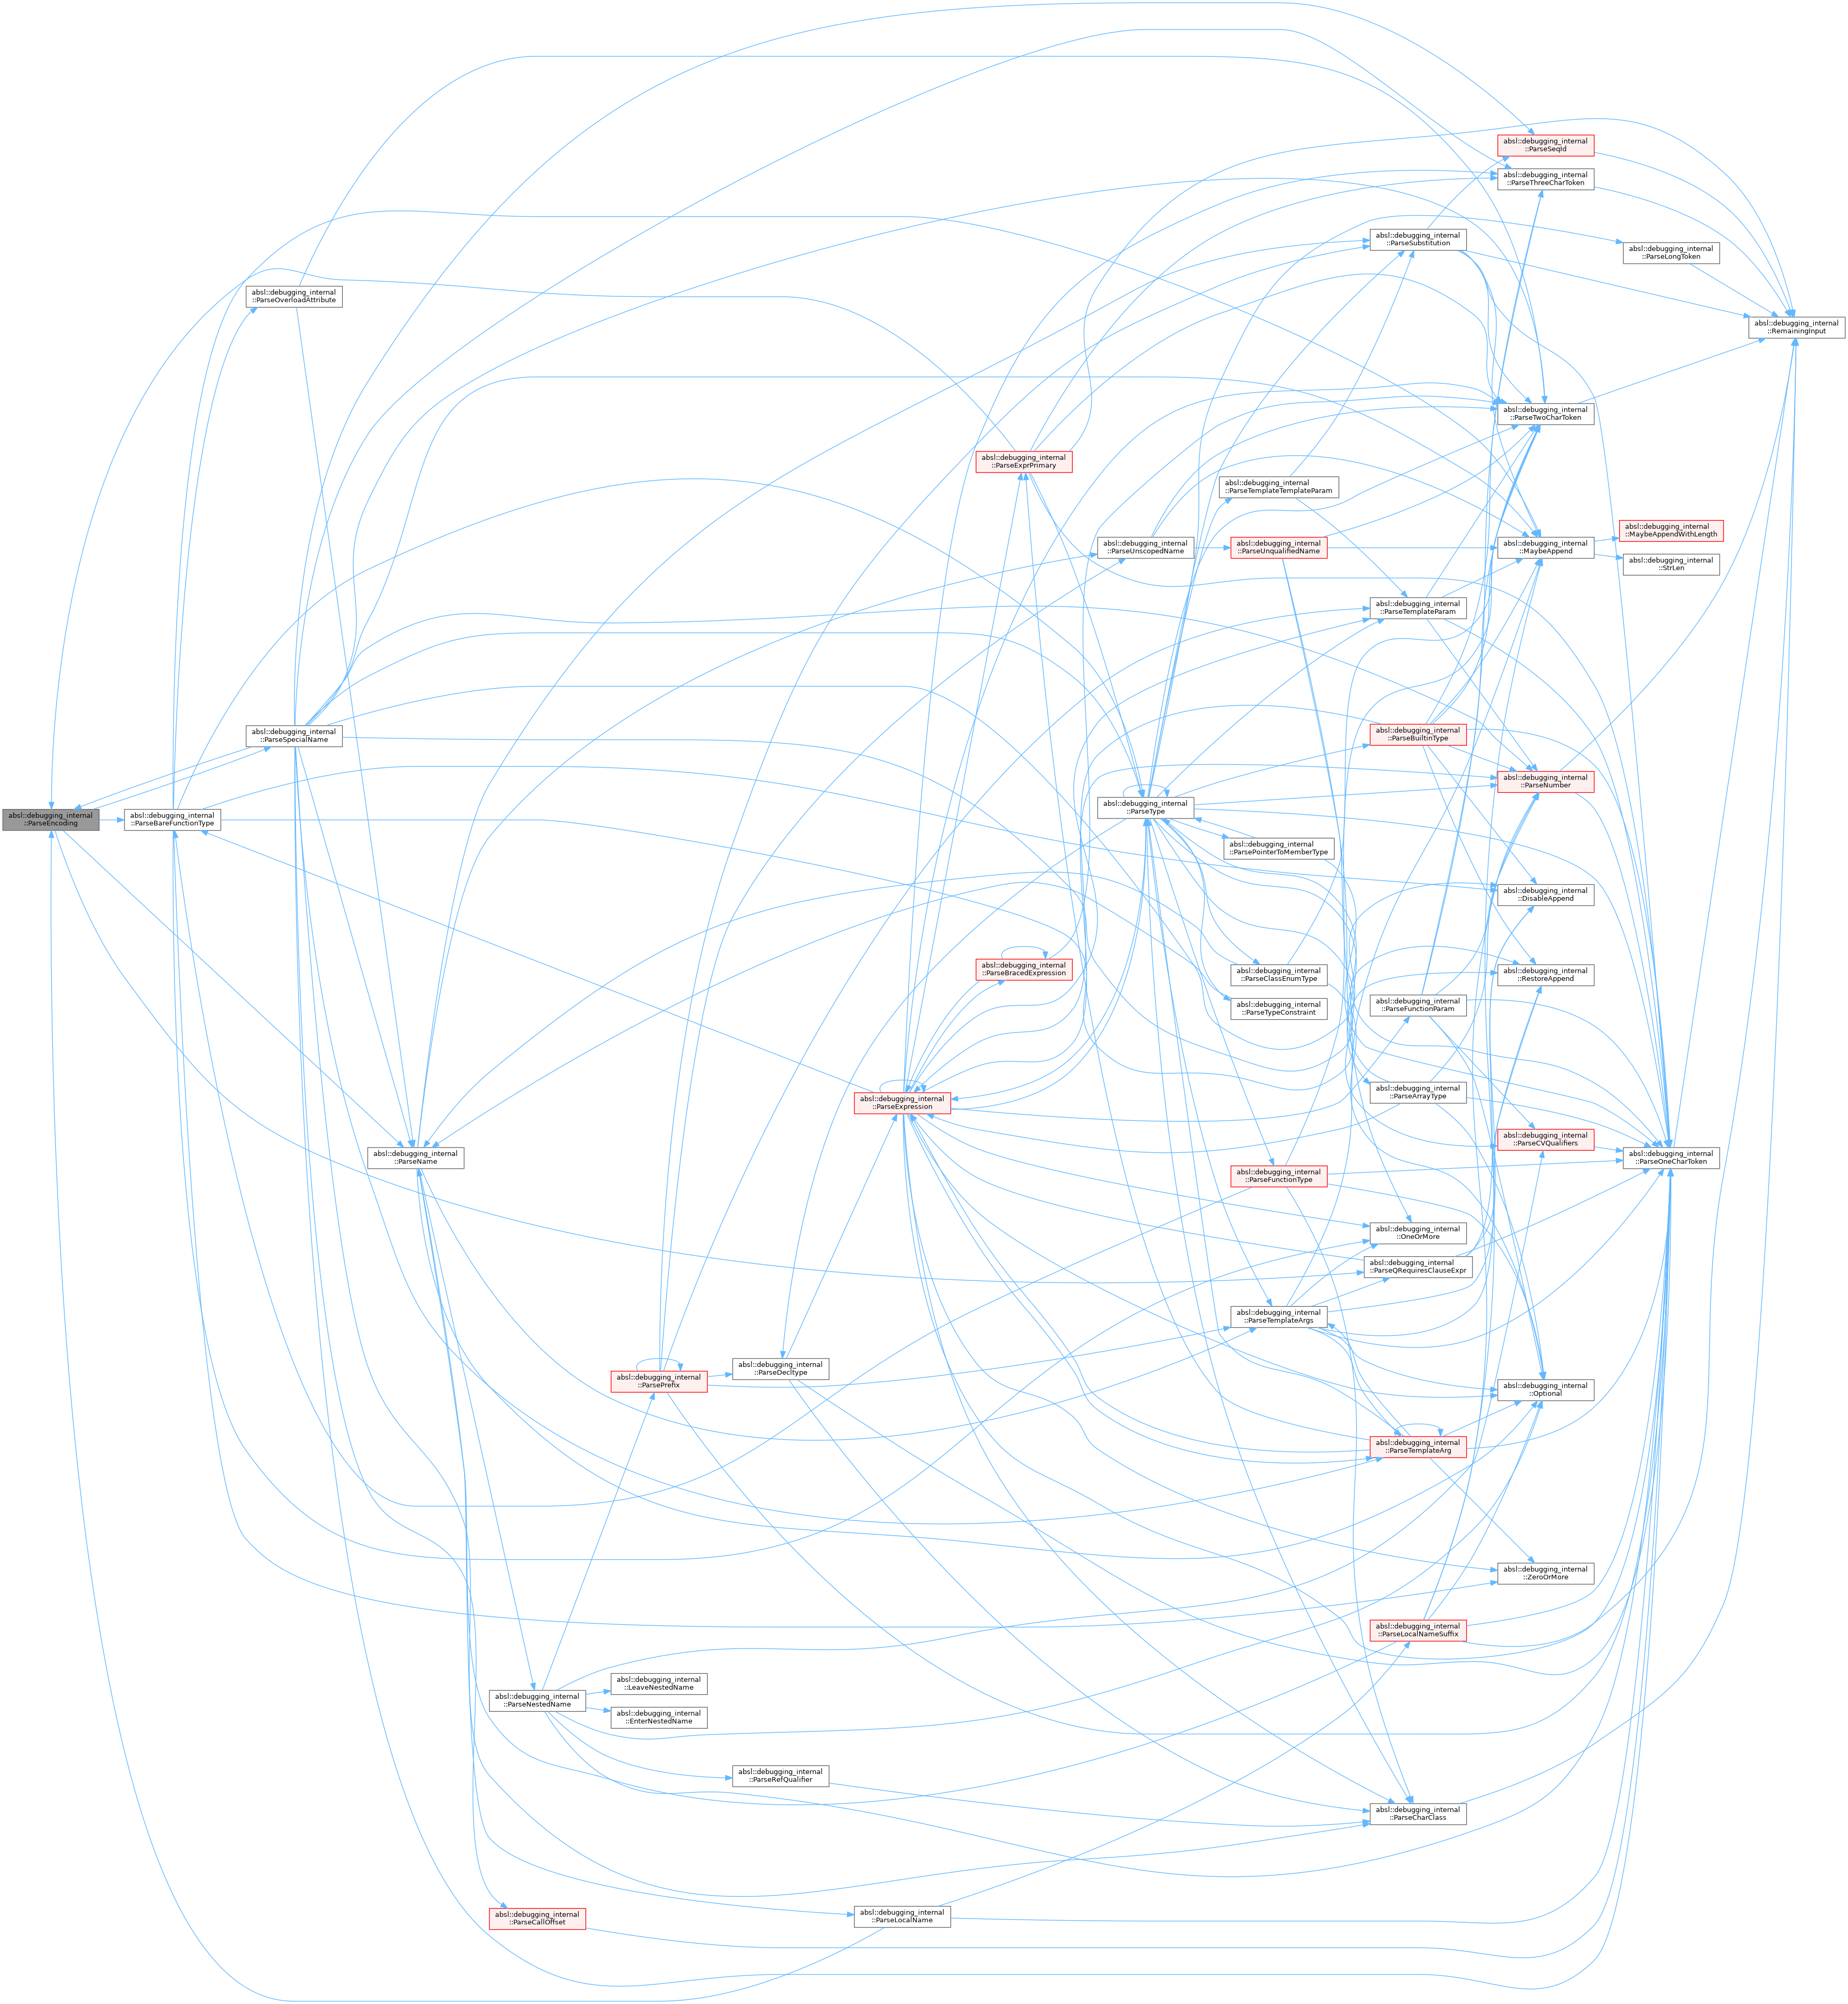 absl::debugging_internal
::ParseEncoding
absl::debugging_internal
::ParseBareFunctionType
absl::debugging_internal
::ParseOverloadAttribute
absl::debugging_internal
::ParseSpecialName
absl::debugging_internal
::ParseName
absl::debugging_internal
::ParseNestedName
absl::debugging_internal
::ParseCallOffset
absl::debugging_internal
::ParsePrefix
absl::debugging_internal
::LeaveNestedName
absl::debugging_internal
::EnterNestedName
absl::debugging_internal
::ParseDecltype
absl::debugging_internal
::ParseRefQualifier
absl::debugging_internal
::ParseExpression
absl::debugging_internal
::ParseLocalName
absl::debugging_internal
::ParseExprPrimary
absl::debugging_internal
::ParseBracedExpression
absl::debugging_internal
::ParseUnscopedName
absl::debugging_internal
::ParseType
absl::debugging_internal
::ParseTemplateTemplateParam
absl::debugging_internal
::ParseUnqualifiedName
absl::debugging_internal
::ParsePointerToMemberType
absl::debugging_internal
::ParseClassEnumType
absl::debugging_internal
::ParseTypeConstraint
absl::debugging_internal
::ParseFunctionType
absl::debugging_internal
::ParseTemplateArgs
absl::debugging_internal
::ParseSubstitution
absl::debugging_internal
::ParseTemplateParam
absl::debugging_internal
::ParseBuiltinType
absl::debugging_internal
::ParseFunctionParam
absl::debugging_internal
::ParseArrayType
absl::debugging_internal
::OneOrMore
absl::debugging_internal
::ParseQRequiresClauseExpr
absl::debugging_internal
::ParseTemplateArg
absl::debugging_internal
::ParseLocalNameSuffix
absl::debugging_internal
::ParseCharClass
absl::debugging_internal
::ParseSeqId
absl::debugging_internal
::ParseThreeCharToken
absl::debugging_internal
::ParseTwoCharToken
absl::debugging_internal
::MaybeAppend
absl::debugging_internal
::ParseNumber
absl::debugging_internal
::DisableAppend
absl::debugging_internal
::RestoreAppend
absl::debugging_internal
::ParseCVQualifiers
absl::debugging_internal
::Optional
absl::debugging_internal
::ZeroOrMore
absl::debugging_internal
::ParseLongToken
absl::debugging_internal
::MaybeAppendWithLength
absl::debugging_internal
::StrLen
absl::debugging_internal
::ParseOneCharToken
absl::debugging_internal
::RemainingInput